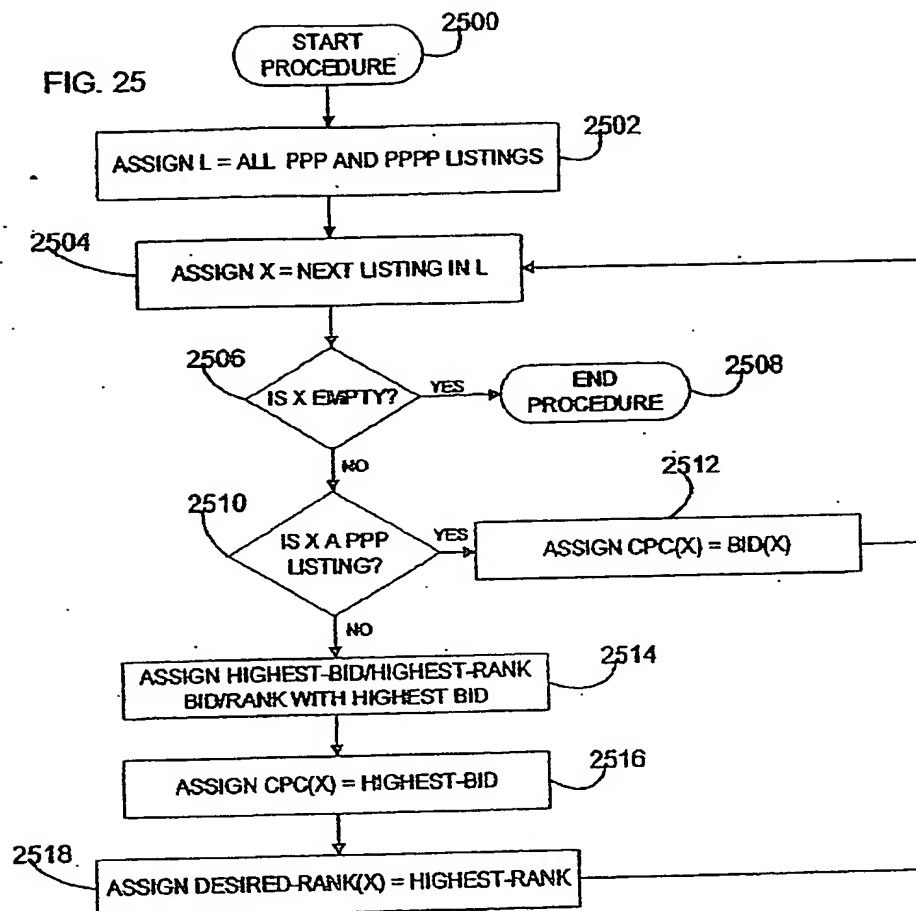 2500
START
PROCEDURE
FIG. 25
2502
ASSIGN L = ALL PPP AND PPPP LISTINGS
2504
ASSIGN X = NEXT LISTING IN L
2506
IS X EMPTY?
YES
END
PROCEDURE
2508
NO
2510
IS X A PPP
LISTING?
YES
2512
ASSIGN CPC(X) = BID(X)
NO
ASSIGN HIGHEST-BID/HIGHEST-RANK
BID/RANK WITH HIGHEST BID
2514
ASSIGN CPC(X) = HIGHEST-BID
2516
2518
ASSIGN DESIRED-RANK(X) = HIGHEST-RANK